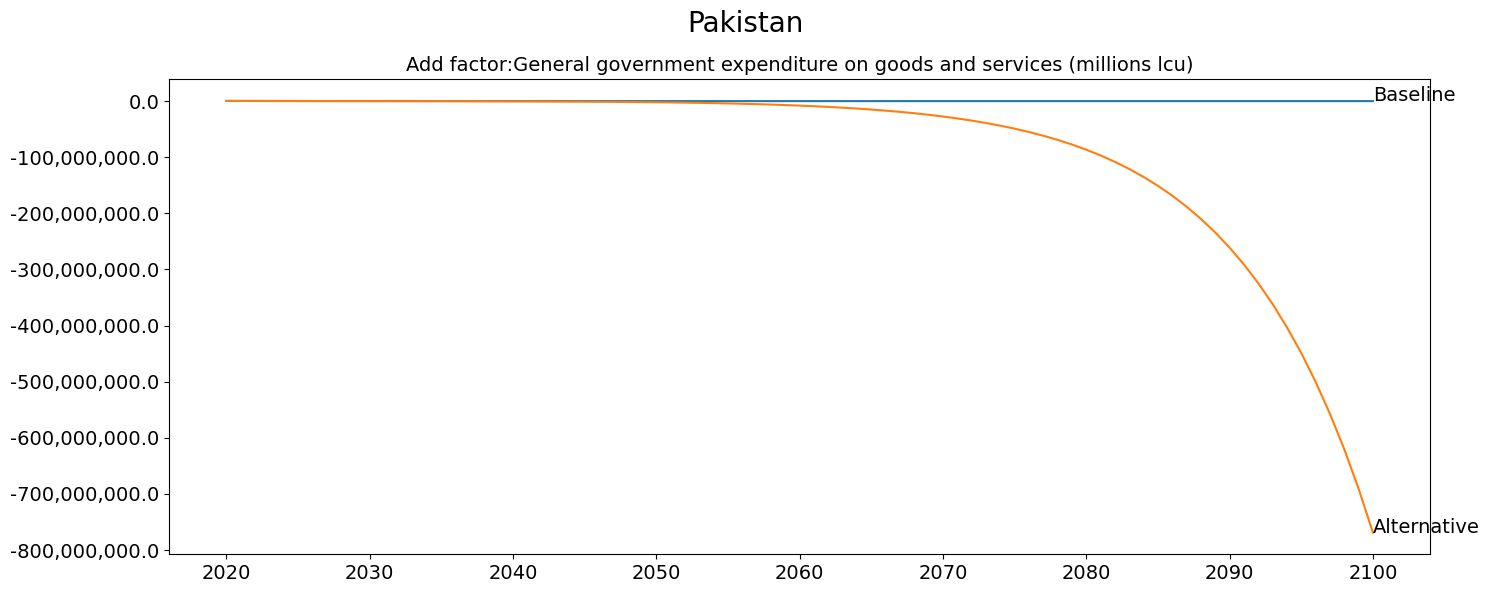 Pakistan
Add factor:General government expenditure on goods and services (millions lcu)
0.0
Baseline
-100,000,000.0
-200,000,000.0
-300,000,000.0
-400,000,000.0
-500,000,000.0
-600,000,000.0
-700,000,000.0
Alternative
-800,000,000.0
2020 2030 2040 2050 2060 2070 2080 2090 2100